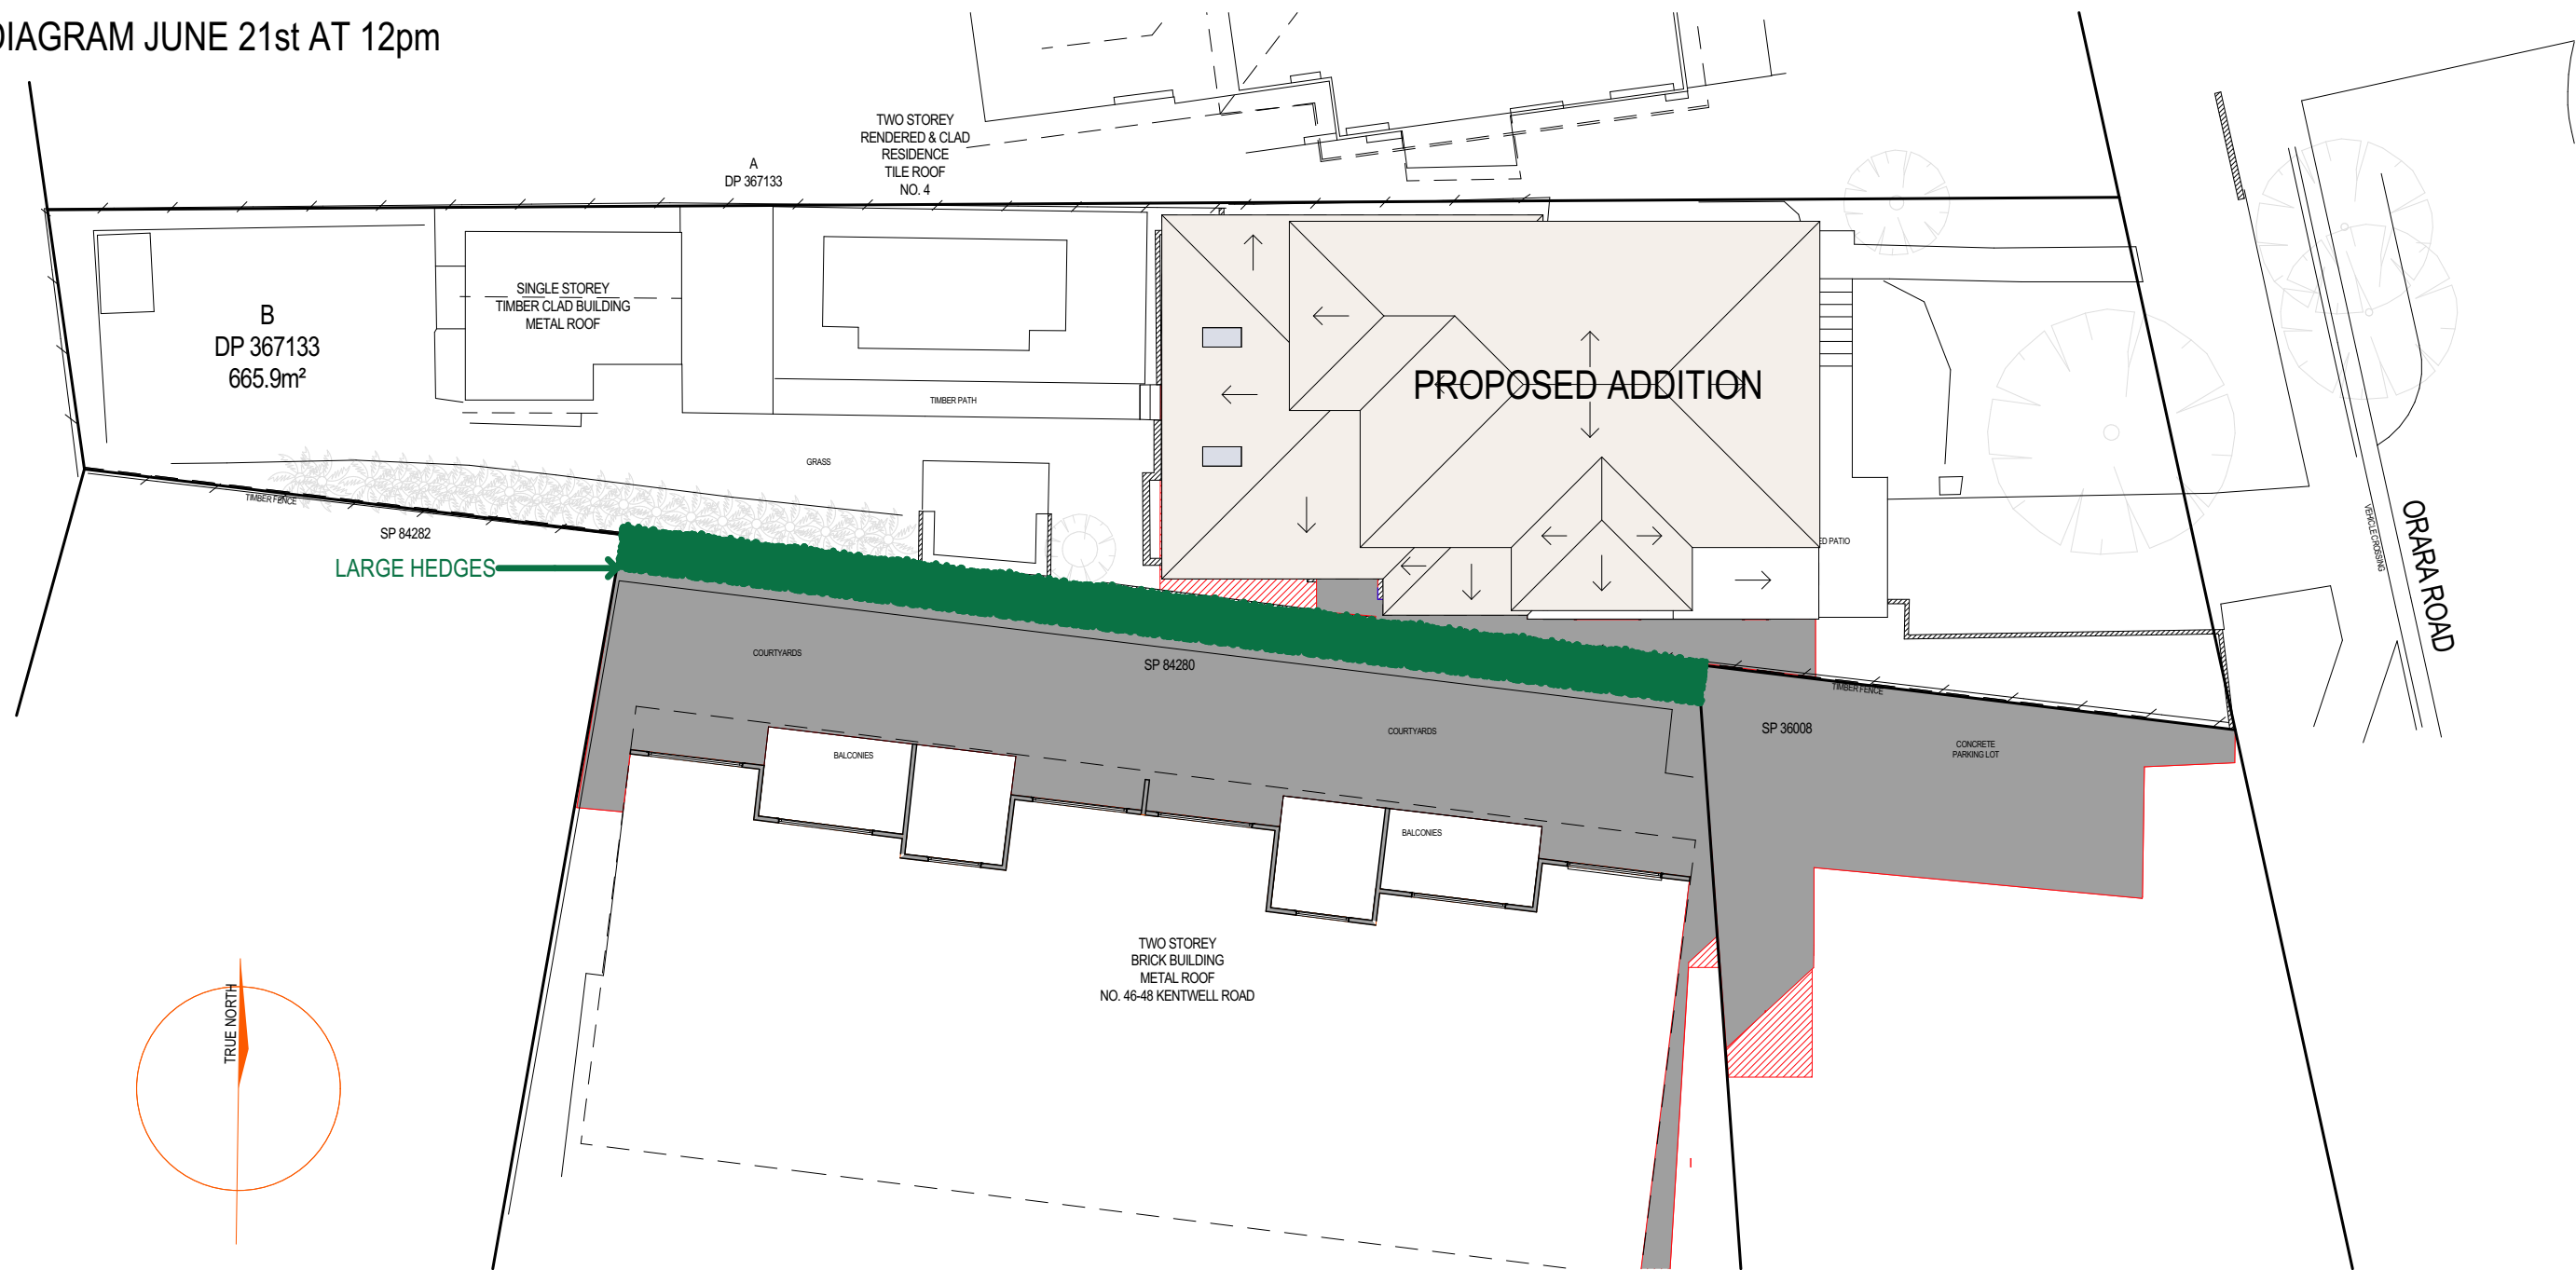 DIAGRAM JUNE 21st AT 12pm
TWO STOREY
RENDERED & CLAD
RESIDENCE
TILE ROOF
NO. 4
A
DP 367133
SINGLE STOREY
TIMBER CLAD BUILDING
METAL ROOF
B
DP 367133
665.9m²
TIMBER PATH
PROPOSED ADDITION
GRASS
TIMBER FENCE
SP 84282
LARGE HEDGES
ED PATIO
VEHICLE CROSSING
ORARA ROAD
COURTYARDS
SP 84280
TIMBER FENCE
COURTYARDS
SP 36008
CONCRETE
PARKING LOT
BALCONIES
BALCONIES
TWO STOREY
BRICK BUILDING
METAL ROOF
NO. 46-48 KENTWELL ROAD
TRUE NORTH